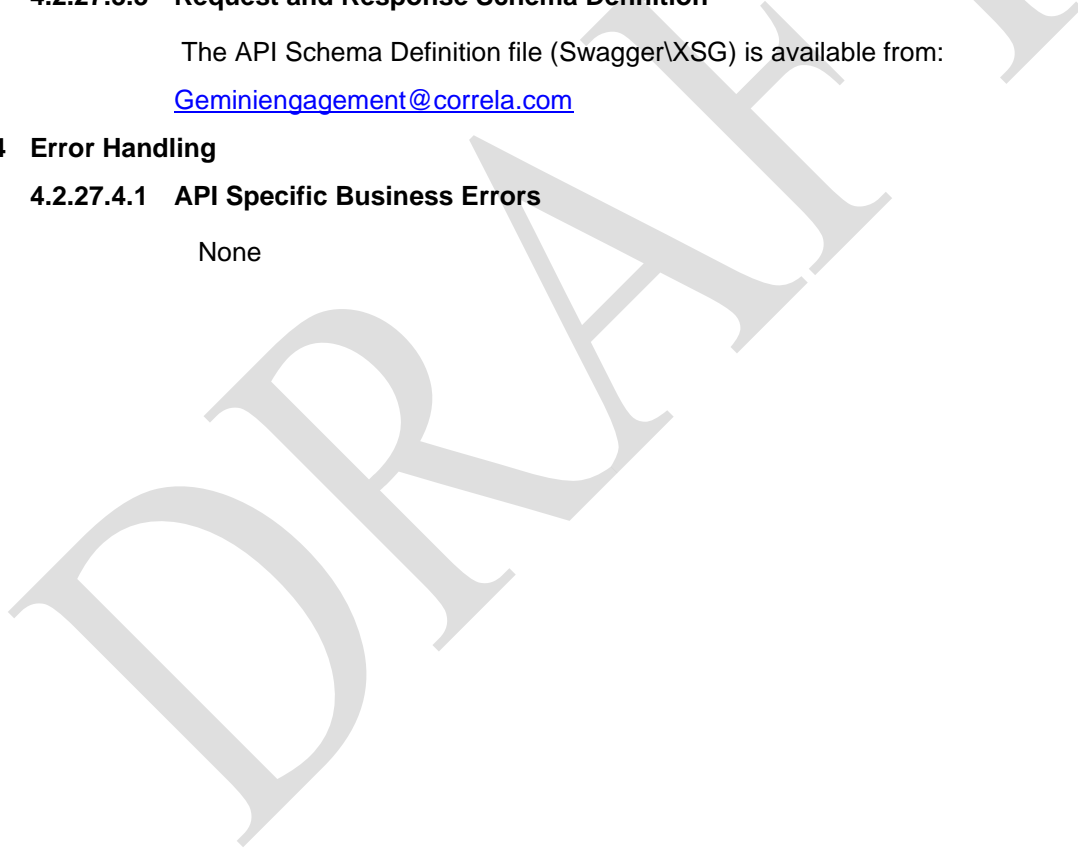 4.2.27.3.3 Request and Response Schema Definition
The API Schema Definition file (Swagger\XSG) is available from:
Geminiengagement@correla.com
4 Error Handling
4.2.27.4.1 API Specific Business Errors
None
DRAFT